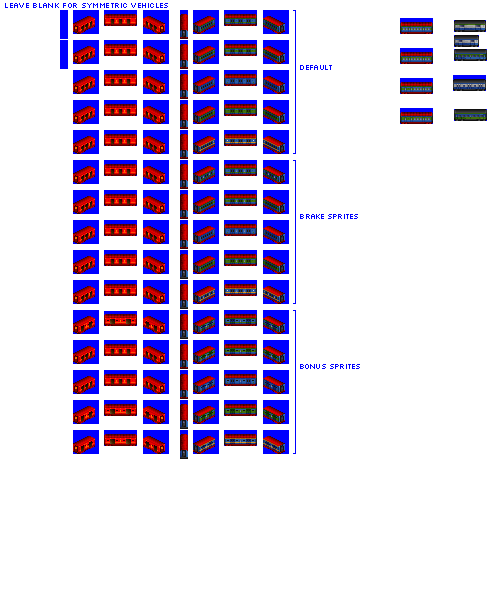 LEAVE BLANK FOR SYMMETRIC VEHICLES
DEFAULT
BRAKE SPRITES
BONUS SPRITES